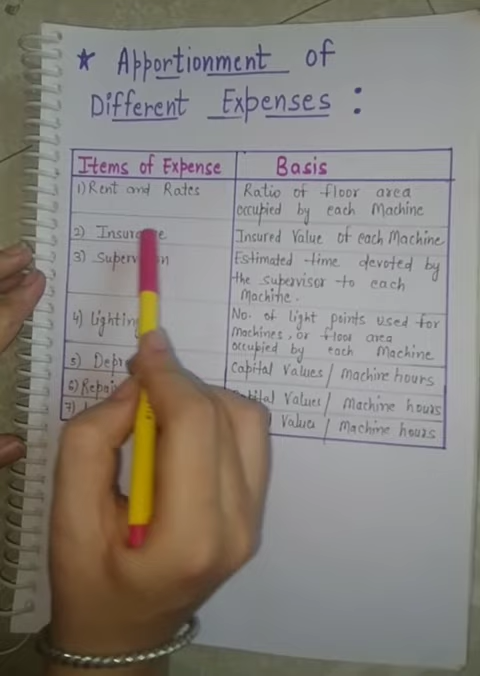 ★ Apportionment of
Different Expenses :
Items of Expense Basis
1) Rent and Rates Ratio of floor area
occupied by each Machine
2) Insurance Insured Value of each Machine
3) Supervision Estimated time devoted by
the supervisor to each
Machine.
4) Lighting No. of light points used for
machines, or floor area
occupied by each Machine
5) Depr Capital Values / Machine hours
6) Repai Capital Values / Machine hours
7) Values / Machine hours